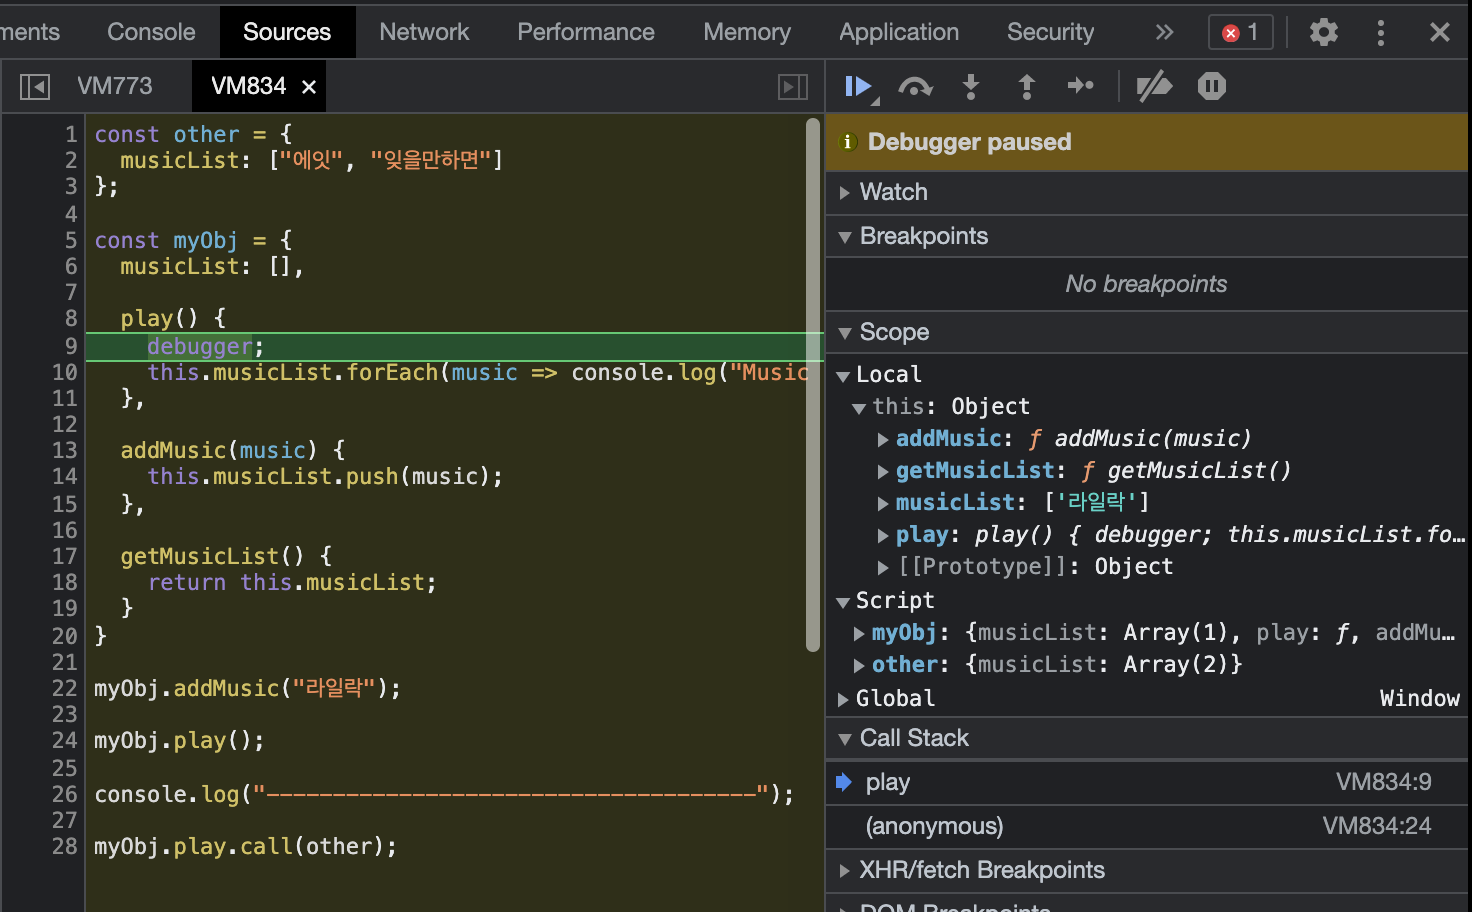 ments Console Sources Network Performance Memory Application Security » 1
VM773 VM834 ×
1 const other = {
2 musicList: ["에잇", "잊을만하면"]
3 };
4
5 const myObj = {
6 musicList: [],
7
8 play() {
9 debugger;
10 this.musicList.forEach(music => console.log("Music
11 },
12
13 addMusic(music) {
14 this.musicList.push(music);
15 },
16
17 getMusicList() {
18 return this.musicList;
19 }
20 }
21
22 myObj.addMusic("라일락");
23
24 myObj.play();
25
26 console.log("-------------------------------------");
27
28 myObj.play.call(other);
Debugger paused
Watch
Breakpoints
No breakpoints
Scope
Local
this: Object
addMusic: ƒ addMusic(music)
getMusicList: ƒ getMusicList()
musicList: ['라일락']
play: play() { debugger; this.musicList.fo…
[[Prototype]]: Object
Script
myObj: {musicList: Array(1), play: ƒ, addMu…
other: {musicList: Array(2)}
Global Window
Call Stack
play VM834:9
(anonymous) VM834:24
XHR/fetch Breakpoints
DOM Breakpoints